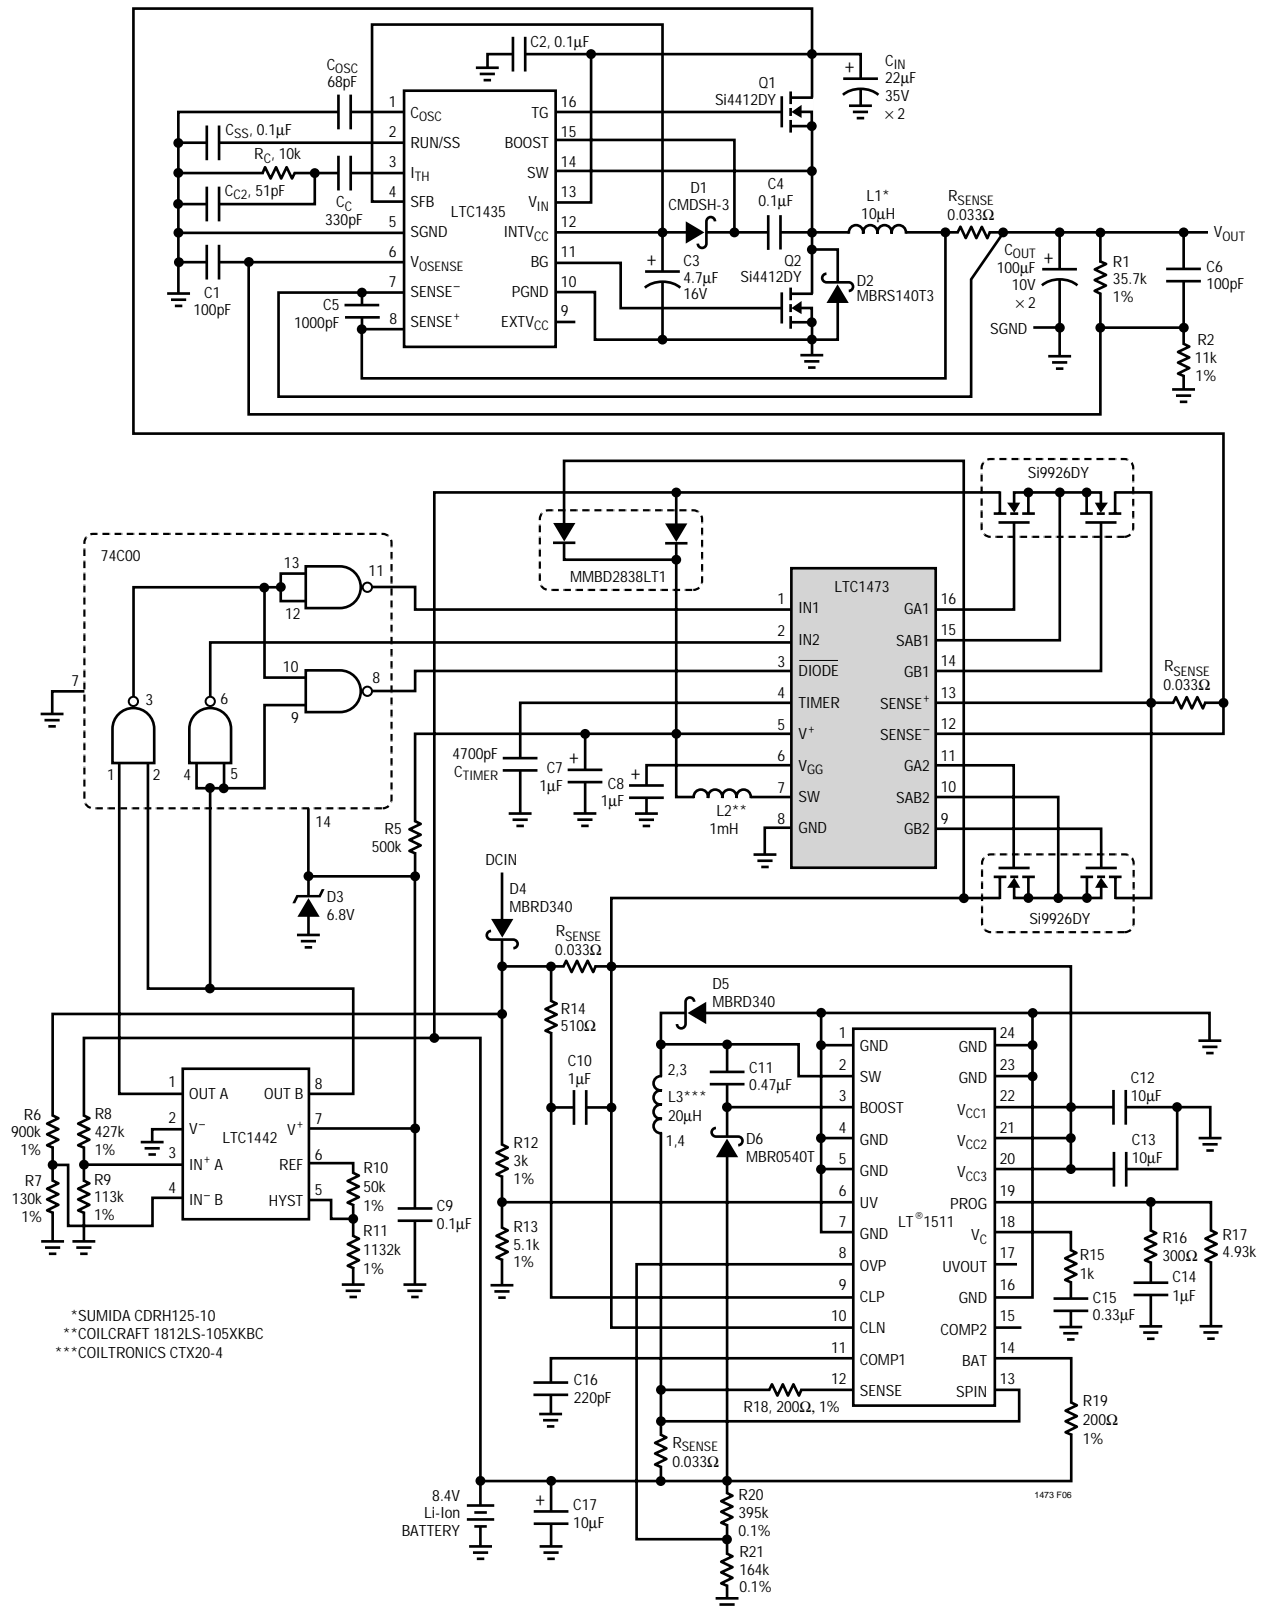 C2, 0.1µF
COSC
68pF
CIN
22µF
35V
× 2
Q1
Si4412DY
1
COSC
TG
16
CSS, 0.1µF
2
RUN/SS
BOOST
15
RC, 10k
3
ITH
SW
14
CC2, 51pF
CC
330pF
4
SFB
LTC1435
VIN
13
D1
CMDSH-3
C4
0.1µF
L1*
10µH
RSENSE
0.033Ω
5
SGND
INTVCC
12
VOUT
6
VOSENSE
BG
11
C1
100pF
7
SENSE–
PGND
10
8
SENSE+
EXTVCC
9
C5
1000pF
C3
4.7µF
16V
Q2
Si4412DY
D2
MBRS140T3
COUT
100µF
10V
× 2
SGND
R1
35.7k
1%
C6
100pF
R2
11k
1%
Si9926DY
74C00
MMBD2838LT1
13
12
11
10
9
8
7
3
6
1
2
4
5
14
LTC1473
1
IN1
GA1
16
2
IN2
SAB1
15
3
DIODE
GB1
14
4
TIMER
SENSE+
13
5
V+
SENSE–
12
6
VGG
GA2
11
7
SW
SAB2
10
8
GND
GB2
9
RSENSE
0.033Ω
4700pF
CTIMER
C7
1µF
C8
1µF
L2**
1mH
R5
500k
D3
6.8V
DCIN
D4
MBRD340
RSENSE
0.033Ω
Si9926DY
R14
510Ω
C10
1µF
D5
MBRD340
2,3
L3***
20µH
1,4
C11
0.47µF
D6
MBR0540T
1
OUT A
OUT B
8
2
V–
LTC1442
V+
7
3
IN+ A
REF
6
4
IN– B
HYST
5
R6
900k
1%
R8
427k
1%
R7
130k
1%
R9
113k
1%
R10
50k
1%
R11
1132k
1%
C9
0.1µF
R12
3k
1%
R13
5.1k
1%
1
GND
GND
24
2
SW
GND
23
3
BOOST
VCC1
22
4
GND
VCC2
21
5
GND
VCC3
20
6
UV
PROG
19
LT®1511
7
GND
VC
18
8
OVP
UVOUT
17
9
CLP
GND
16
10
CLN
COMP2
15
11
COMP1
BAT
14
12
SENSE
SPIN
13
C12
10µF
C13
10µF
R15
1k
C15
0.33µF
R16
300Ω
C14
1µF
R17
4.93k
*SUMIDA CDRH125-10
**COILCRAFT 1812LS-105XKBC
***COILTRONICS CTX20-4
C16
220pF
R18, 200Ω, 1%
R19
200Ω
1%
RSENSE
0.033Ω
8.4V
Li-Ion
BATTERY
C17
10µF
R20
395k
0.1%
R21
164k
0.1%
1473 F06